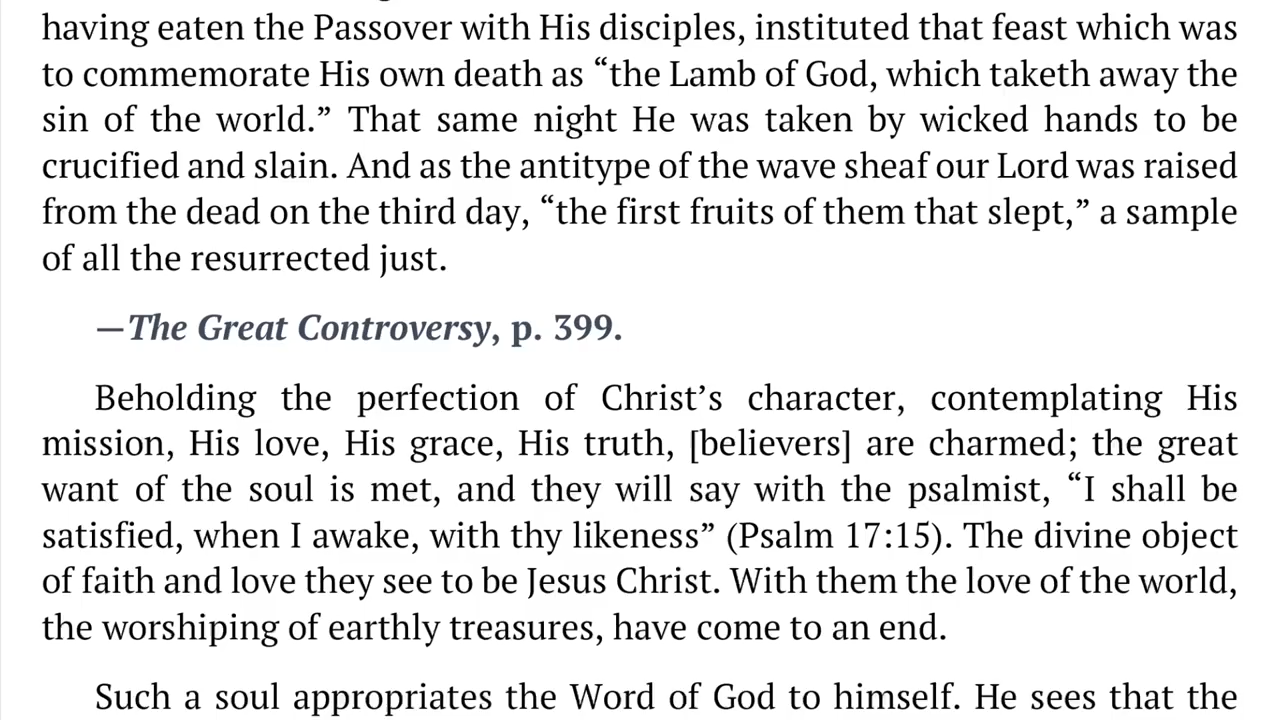 having eaten the Passover with His disciples, instituted that feast which was
to commemorate His own death as “the Lamb of God, which taketh away the
sin of the world.” That same night He was taken by wicked hands to be
crucified and slain. And as the antitype of the wave sheaf our Lord was raised
from the dead on the third day, “the first fruits of them that slept,” a sample
of all the resurrected just.
—The Great Controversy, p. 399.
Beholding the perfection of Christ’s character, contemplating His
mission, His love, His grace, His truth, [believers] are charmed; the great
want of the soul is met, and they will say with the psalmist, “I shall be
satisfied, when I awake, with thy likeness” (Psalm 17:15). The divine object
of faith and love they see to be Jesus Christ. With them the love of the world,
the worshiping of earthly treasures, have come to an end.
Such a soul appropriates the Word of God to himself. He sees that the